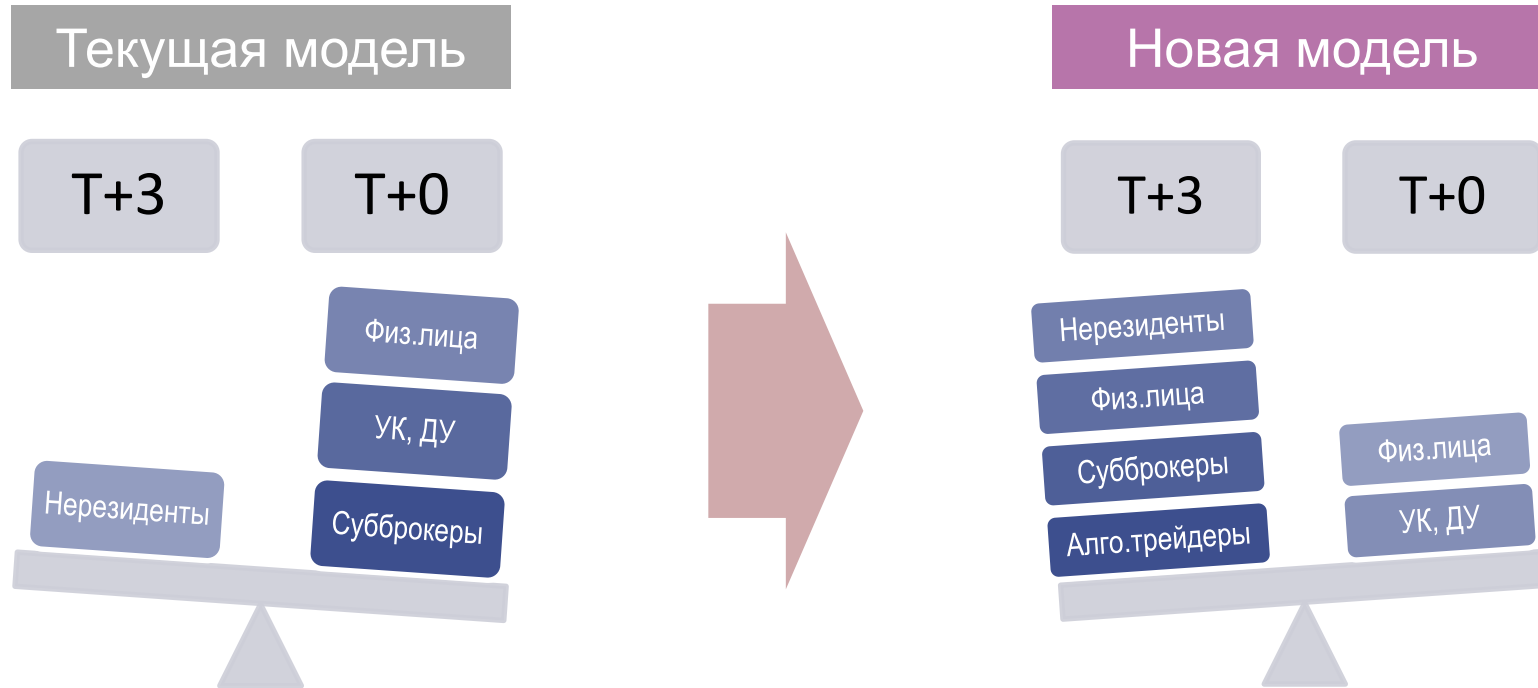 Текущая модель
T+3
T+0
Физ.лица
УК, ДУ
Нерезиденты
Субброкеры
Новая модель
T+3
T+0
Нерезиденты
Физ.лица
Субброкеры
Алго.трейдеры
Физ.лица
УК, ДУ